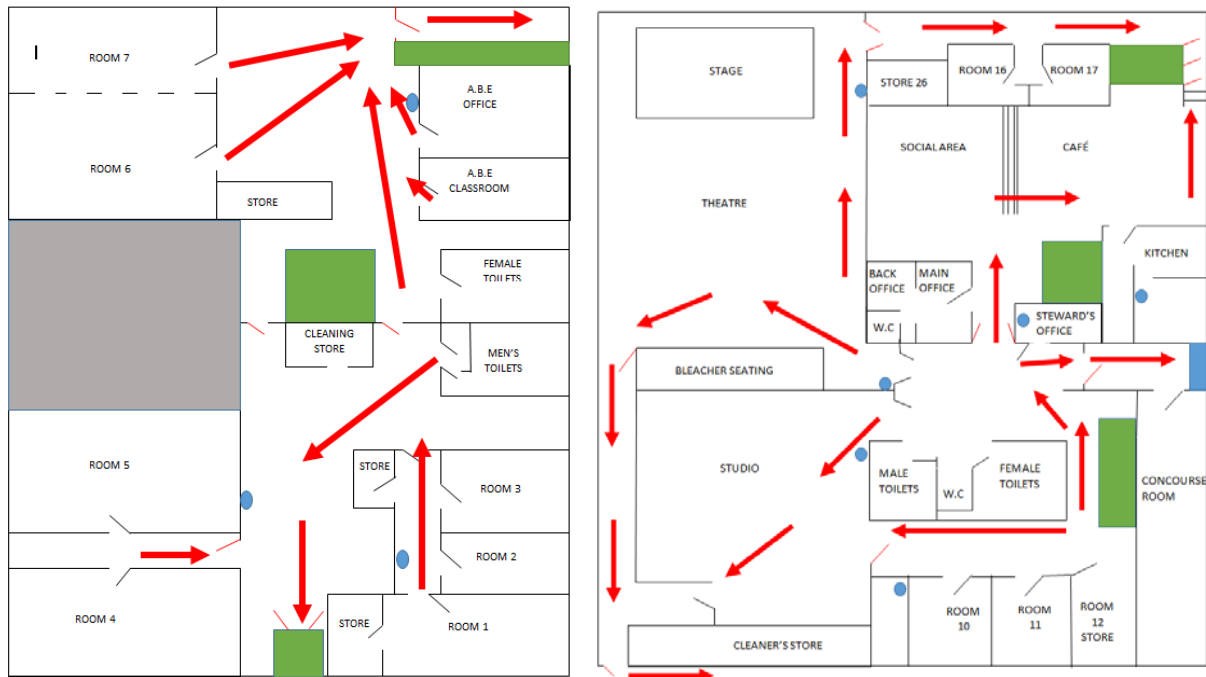 ROOM 7
A.B.E
OFFICE
ROOM 6
A.B.E
CLASSROOM
STORE
FEMALE
TOILETS
CLEANING
STORE
MEN'S
TOILETS
ROOM 5
STORE
ROOM 3
ROOM 2
ROOM 4
STORE
ROOM 1
STAGE
STORE 26
ROOM 16
ROOM 17
SOCIAL AREA
CAFÉ
THEATRE
BACK
OFFICE
MAIN
OFFICE
KITCHEN
W.C
STEWARD'S
OFFICE
BLEACHER SEATING
STUDIO
MALE
TOILETS
W.C
FEMALE
TOILETS
CONCOURSE
ROOM
ROOM
10
ROOM
11
ROOM
12
STORE
CLEANER'S STORE